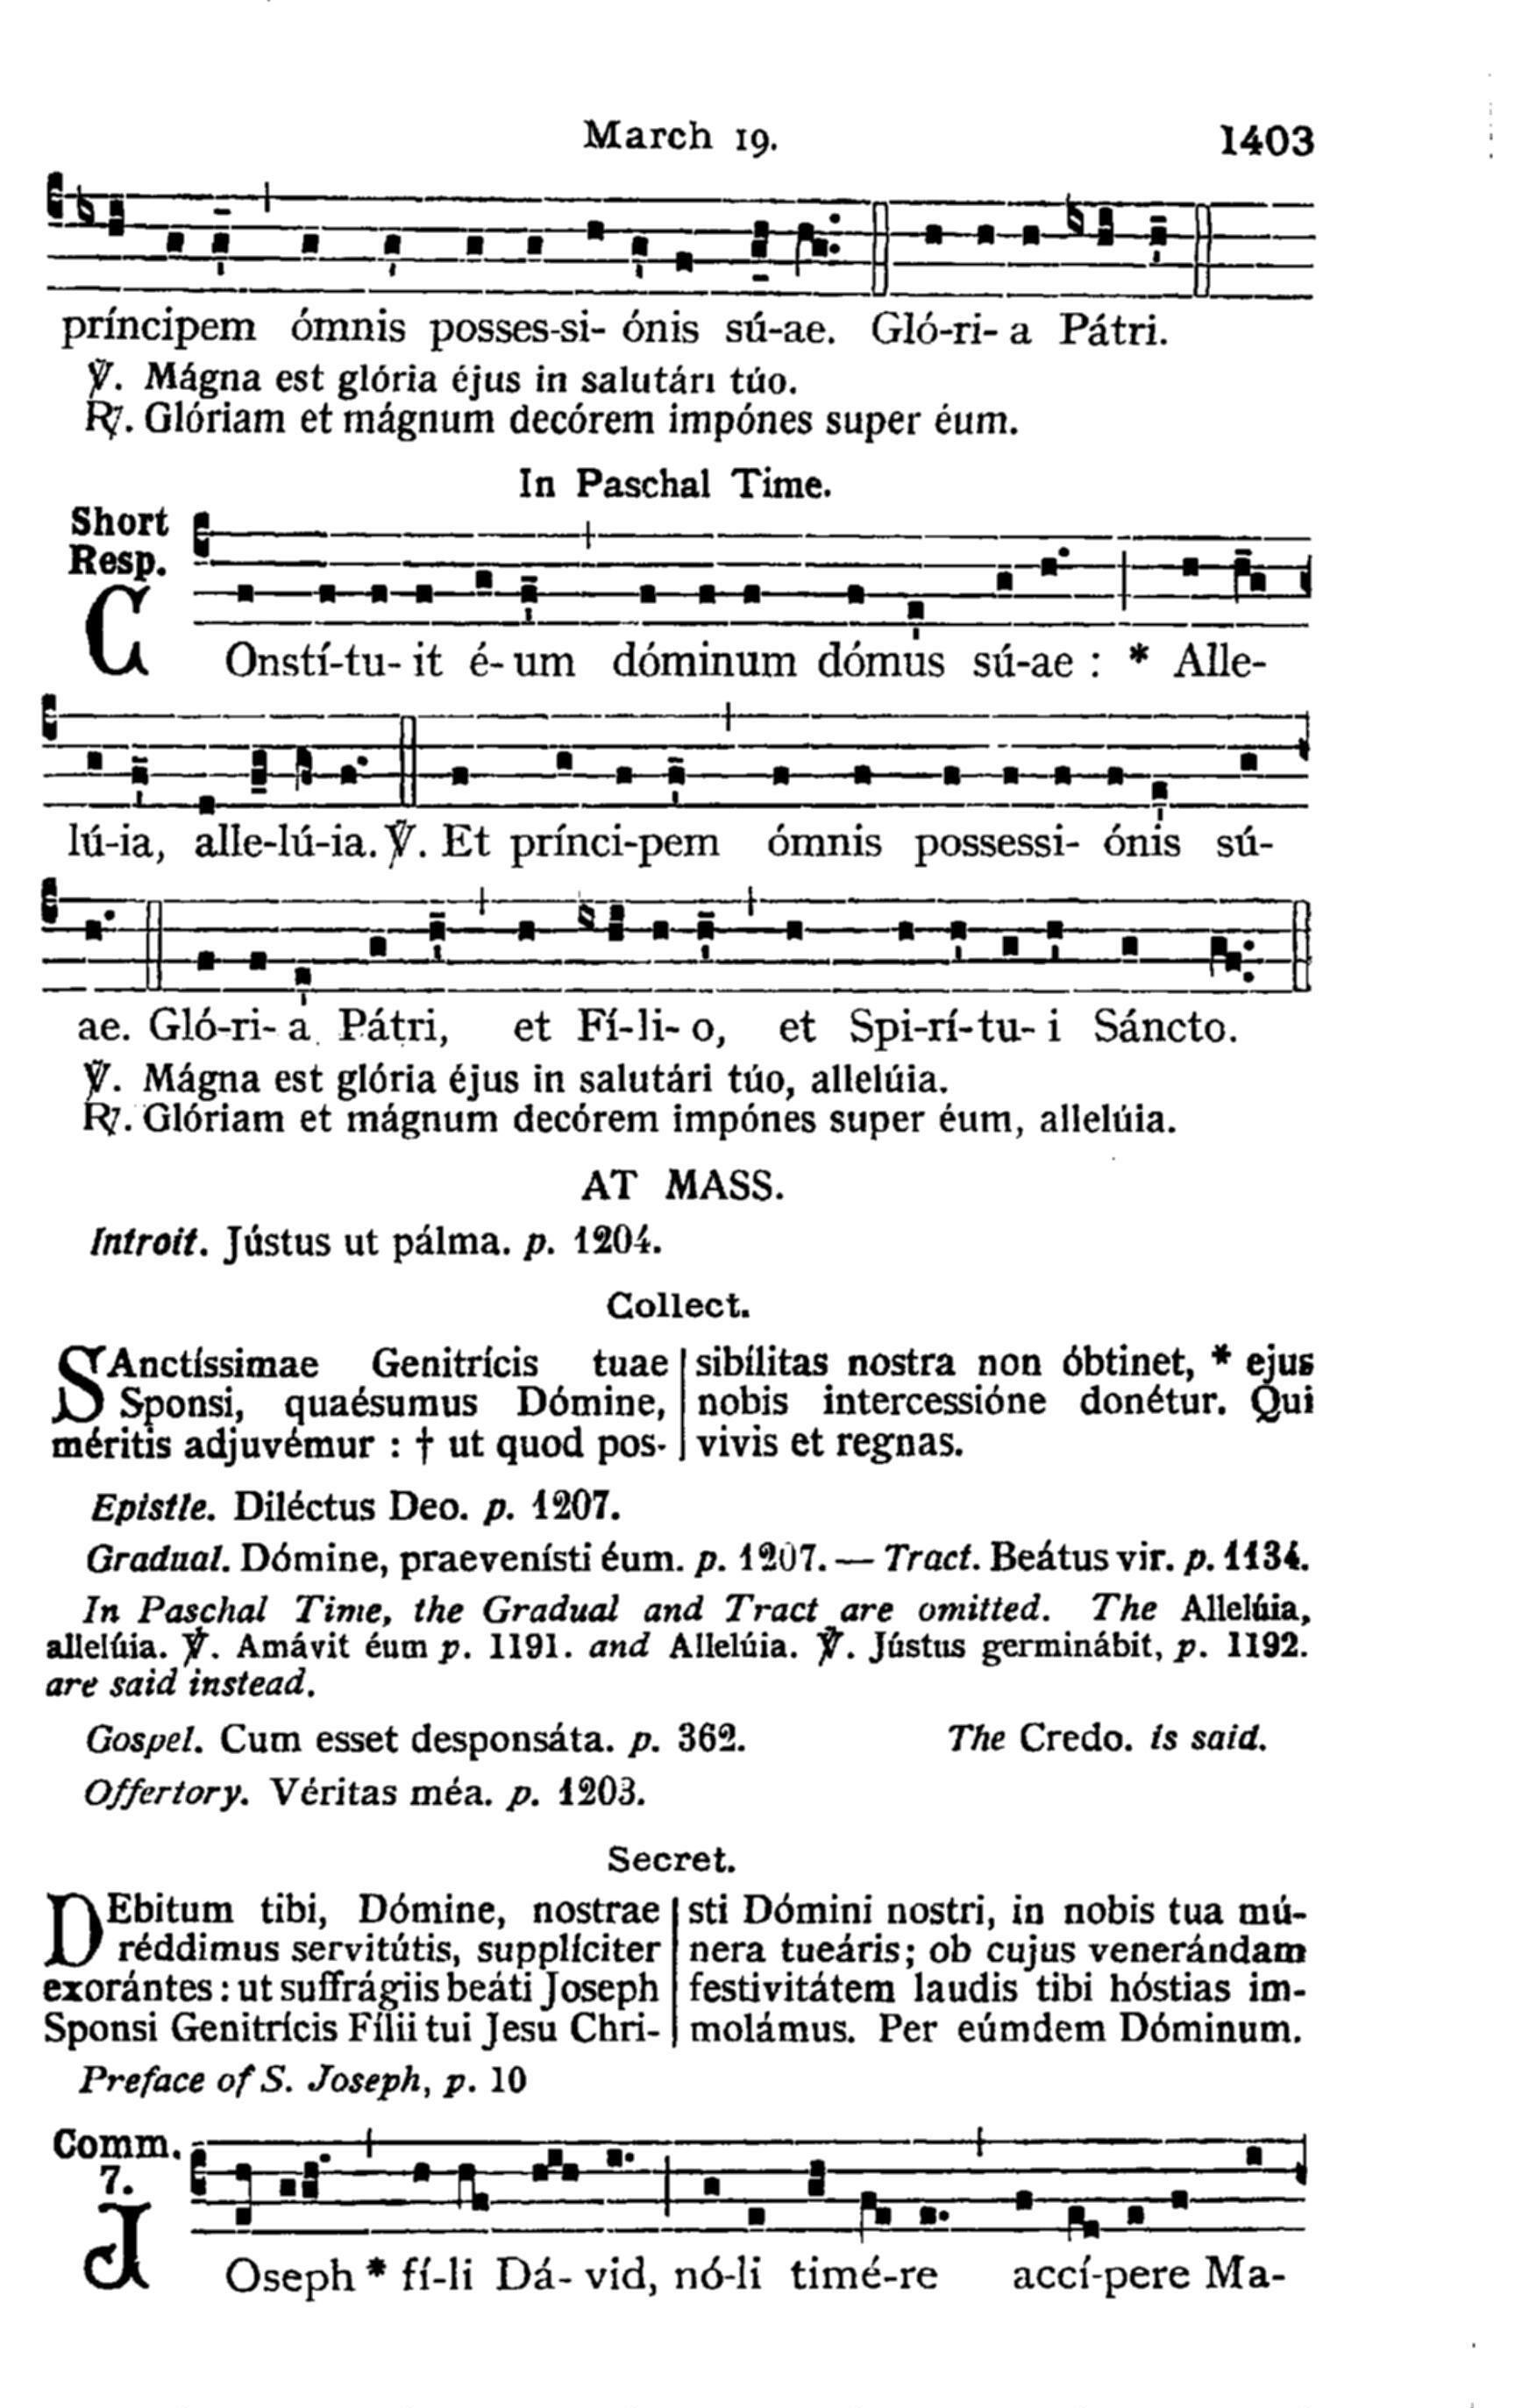 March 19. 1403
príncipem ómnis posses-si- ónis sú-ae. Gló-ri- a Pátri.
℣. Mágna est glória éjus in salutári túo.
℟. Glóriam et mágnum decórem impónes super éum.
In Paschal Time.
Short
Resp.
COnstí-tu- it é- um dóminum dómus sú-ae : * Alle-
lú-ia, alle-lú-ia. ℣. Et prínci-pem ómnis possessi- ónis sú-
ae. Gló-ri- a Pátri, et Fí-li- o, et Spi-rí-tu- i Sáncto.
℣. Mágna est glória éjus in salutári túo, allelúia.
℟. Glóriam et mágnum decórem impónes super éum, allelúia.
AT MASS.
Introit. Jústus ut pálma. p. 1204.
Collect.
SAnctíssimae Genitrícis tuae
Sponsi, quaésumus Dómine,
méritis adjuvémur : † ut quod pos-
sibílitas nostra non óbtinet, * ejus
nobis intercessióne donétur. Qui
vivis et regnas.
Epistle. Diléctus Deo. p. 1207.
Gradual. Dómine, praevenísti éum. p. 1207. — Tract. Beátus vir. p. 1134.
In Paschal Time, the Gradual and Tract are omitted. The Allelúia,
allelúia. ℣. Amávit éum p. 1191. and Allelúia. ℣. Jústus germinábit, p. 1192.
are said instead.
Gospel. Cum esset desponsáta. p. 362. The Credo. is said.
Offertory. Véritas méa. p. 1203.
Secret.
DEbitum tibi, Dómine, nostrae
réddimus servitútis, supplíciter
exorántes : ut suffrágiis beáti Joseph
Sponsi Genitrícis Fílii tui Jesu Chri-
sti Dómini nostri, in nobis tua mú-
nera tueáris; ob cujus venerándam
festivitátem laudis tibi hóstias im-
molámus. Per eúmdem Dóminum.
Preface of S. Joseph, p. 10
Comm.
7.
JOseph * fí-li Dá- vid, nó-li timé-re accí-pere Ma-